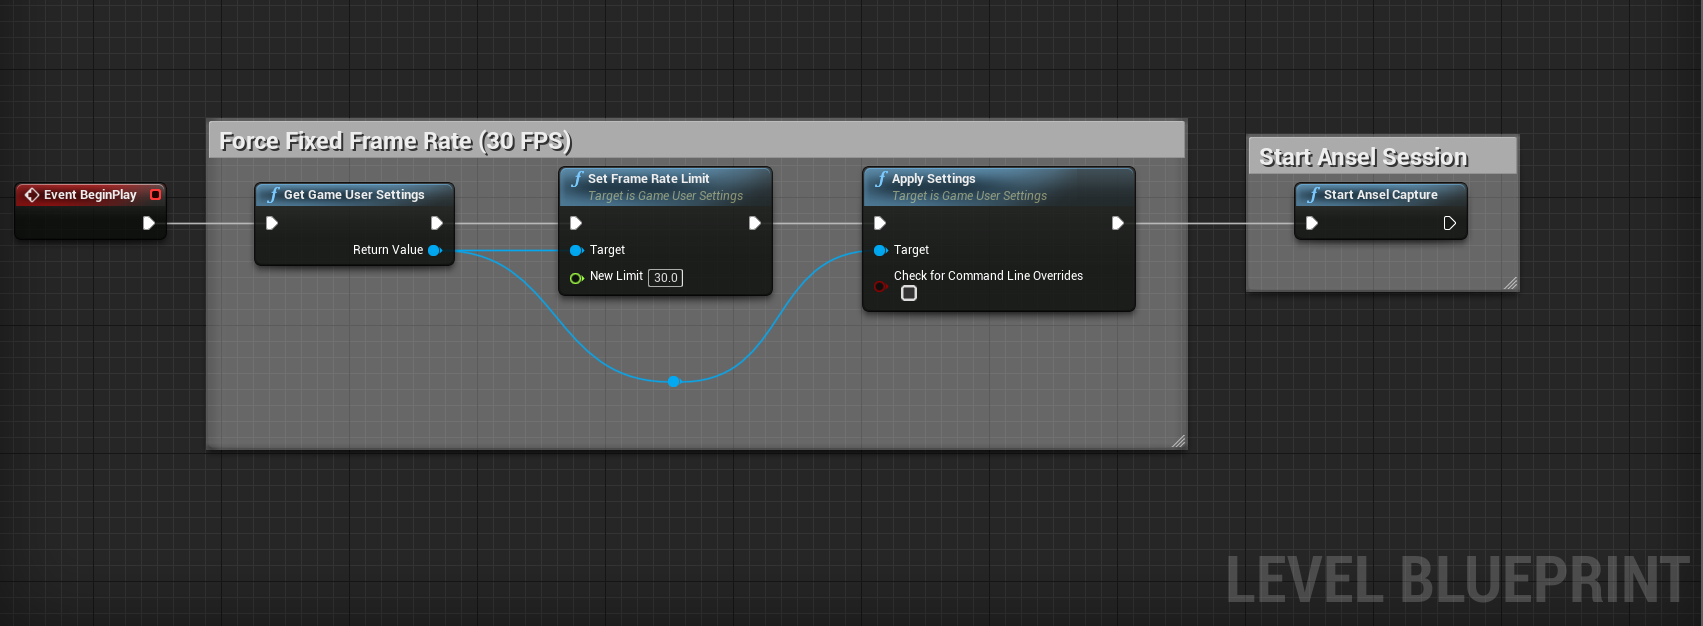 Force Fixed Frame Rate (30 FPS)
Start Ansel Session
Event BeginPlay
Get Game User Settings
Return Value
Set Frame Rate Limit
Target is Game User Settings
Target
New Limit 30.0
Apply Settings
Target is Game User Settings
Target
Check for Command Line Overrides
Start Ansel Capture
LEVEL BLUEPRINT